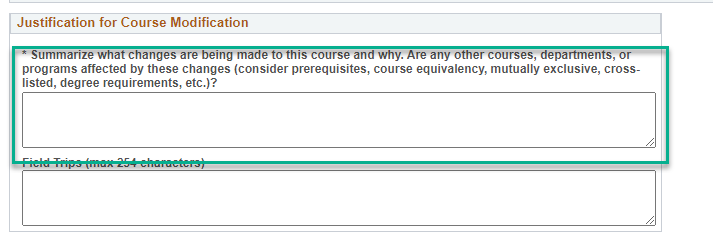 Justification for Course Modification
* Summarize what changes are being made to this course and why. Are any other courses, departments, or
programs affected by these changes (consider prerequisites, course equivalency, mutually exclusive, cross-
listed, degree requirements, etc.)?
Field Trips (max 254 characters)